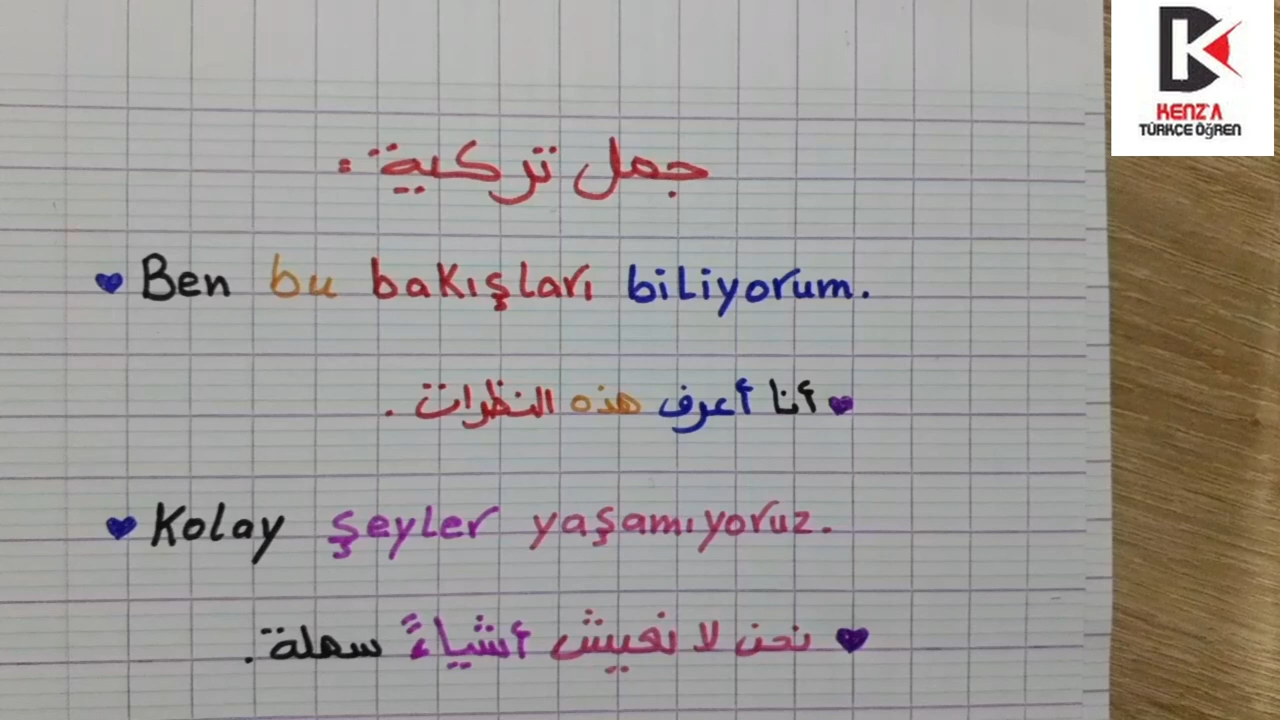 KENZ'A
TÜRKÇE ÖğREN
جمل تركية :
Ben bu bakışları biliyorum.
أنا أعرف هذه النظرات .
Kolay şeyler yaşamıyoruz.
نحن لا نعيش أشياءً سهلة .